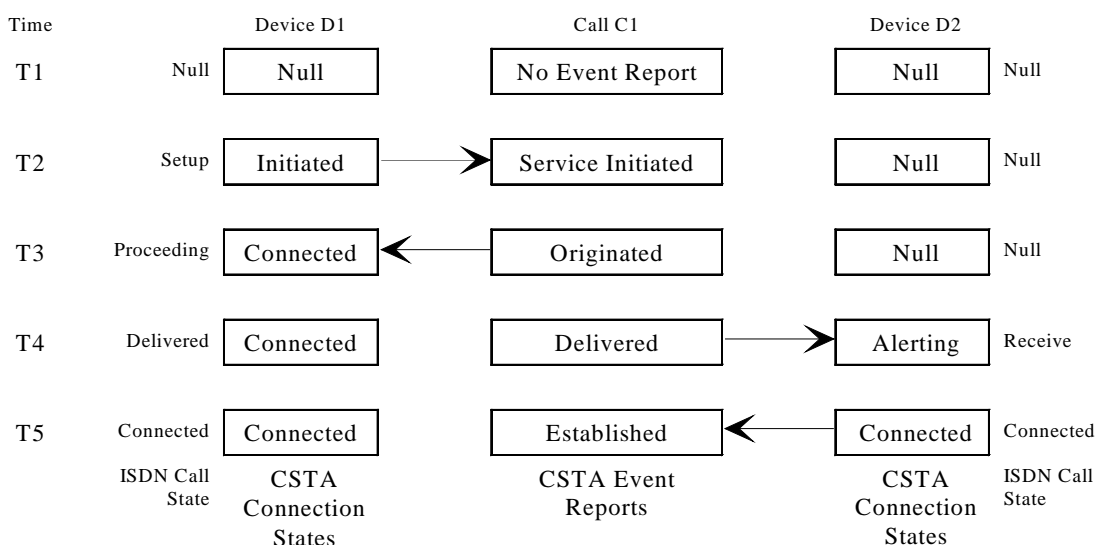 Time Device D1 Call C1 Device D2
T1 Null Null No Event Report Null Null
T2 Setup Initiated Service Initiated Null Null
T3 Proceeding Connected Originated Null Null
T4 Delivered Connected Delivered Alerting Receive
T5 Connected Connected Established Connected Connected
ISDN Call State
CSTA Connection States
CSTA Event Reports
CSTA Connection States
ISDN Call State